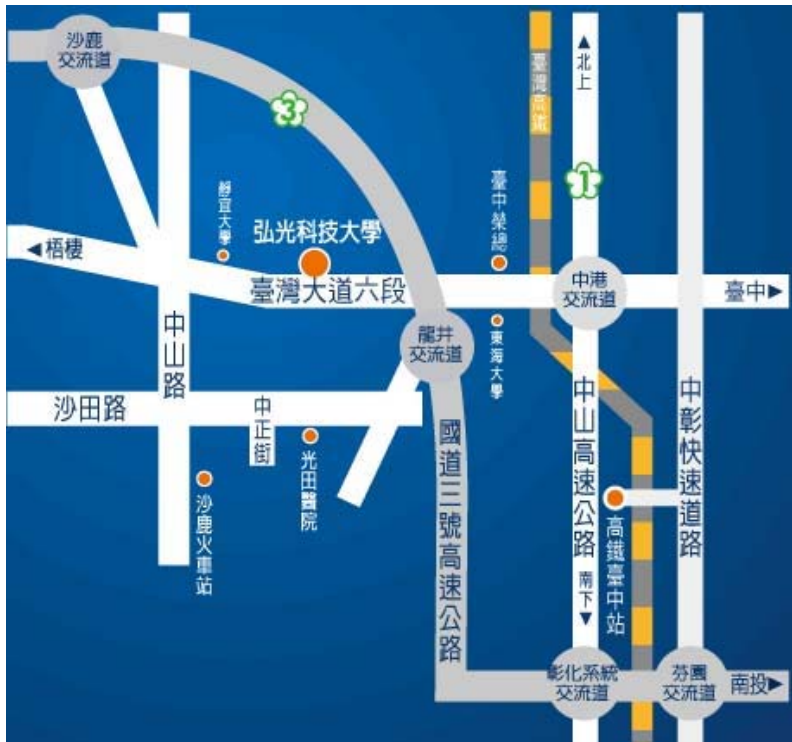 沙鹿
交流道
3
臺灣高鐵
▲北上
1
靜宜大學
弘光科技大學
臺中榮總
◀梧棲
臺灣大道六段
中港
交流道
臺中▶
中山路
龍井
交流道
東海大學
沙田路
中正街
光田醫院
沙鹿火車站
國道三號高速公路
中山高速公路
南下▼
高鐵臺中站
中彰快速道路
彰化系統
交流道
芬園
交流道
南投▶